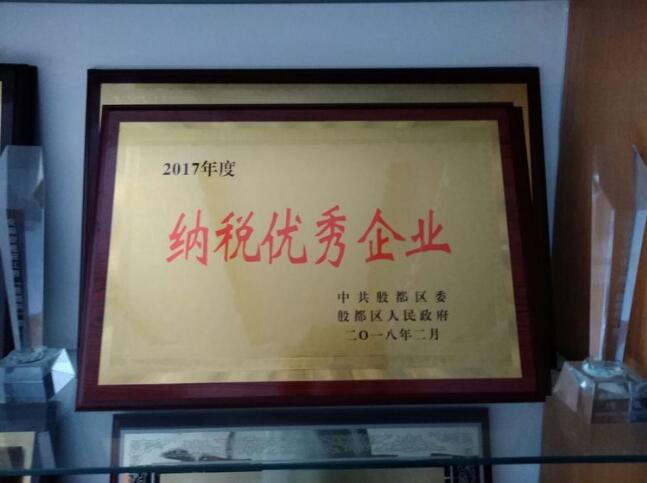 2017年度
纳税优秀企业
中共殷都区委
殷都区人民政府
二〇一八年二月